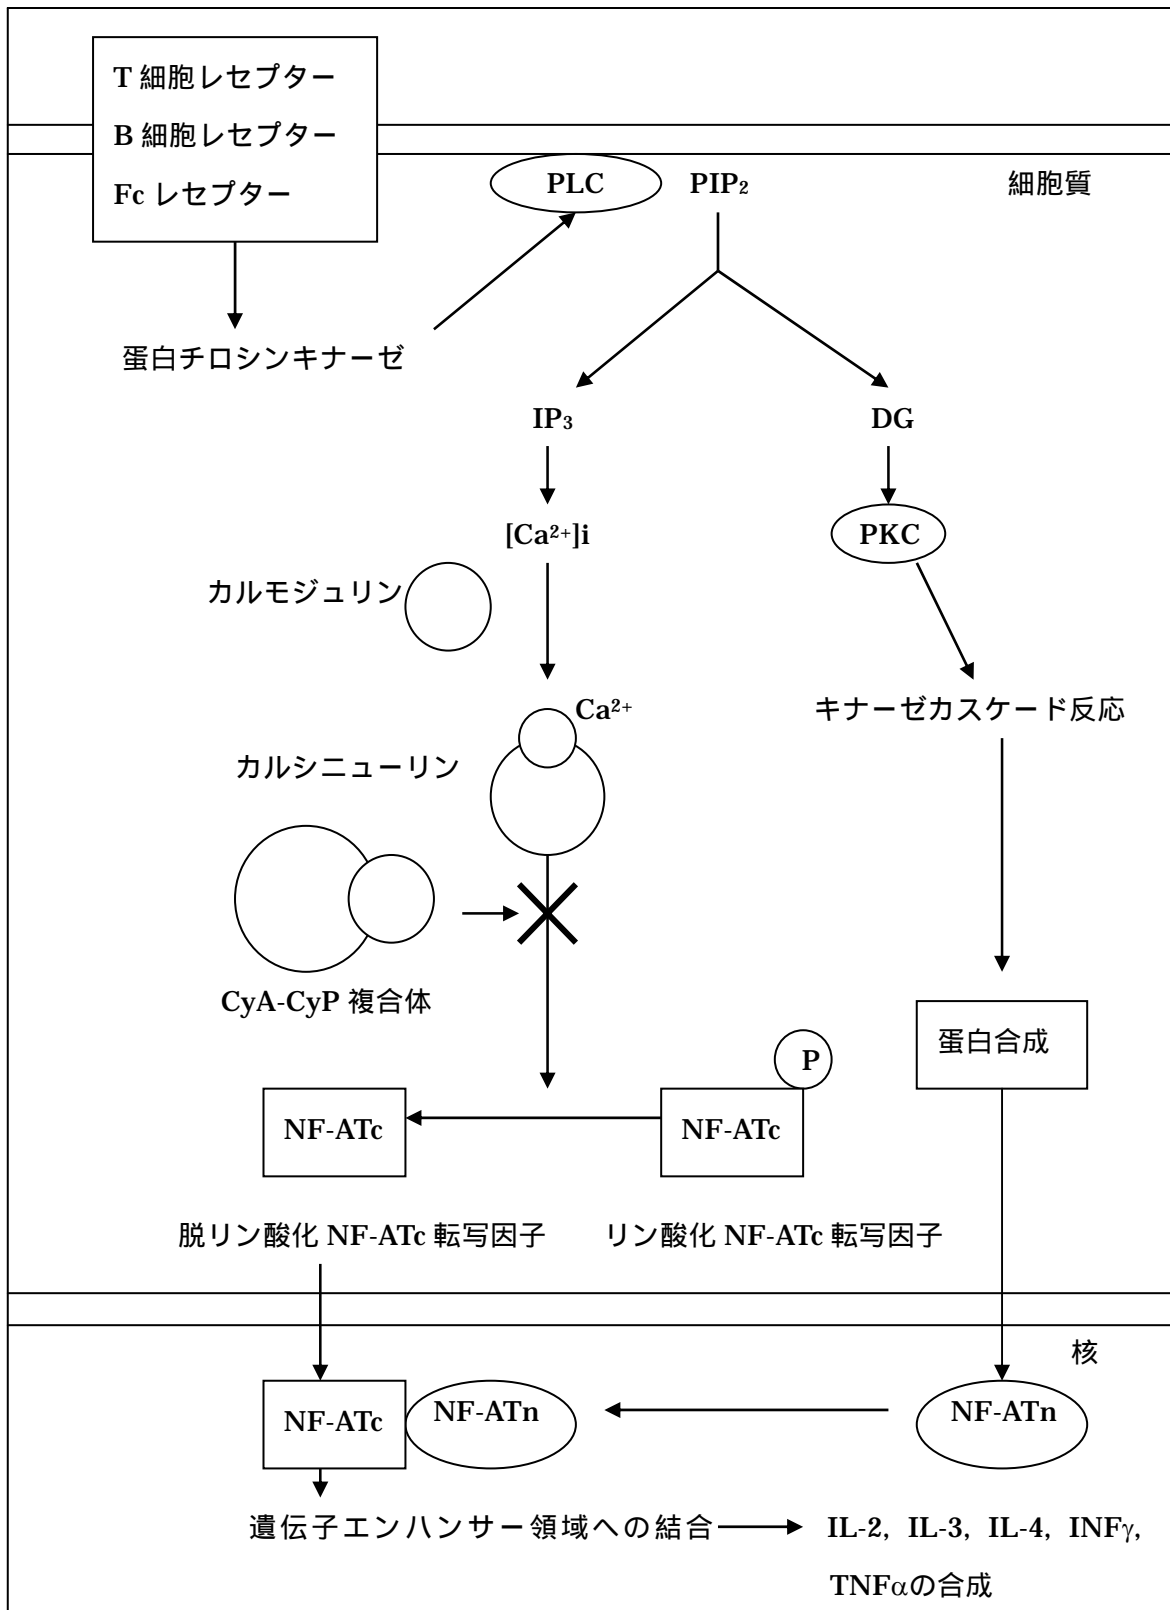 T 細胞レセプター
B 細胞レセプター
Fc レセプター
PLC
PIP₂
細胞質
蛋白チロシンキナーゼ
IP₃
DG
[Ca²⁺]i
PKC
カルモジュリン
Ca²⁺
キナーゼカスケード反応
カルシニューリン
CyA-CyP 複合体
蛋白合成
P
NF-ATc
NF-ATc
脱リン酸化 NF-ATc 転写因子
リン酸化 NF-ATc 転写因子
核
NF-ATc
NF-ATn
NF-ATn
遺伝子エンハンサー領域への結合
IL-2, IL-3, IL-4, INFγ,
TNFαの合成